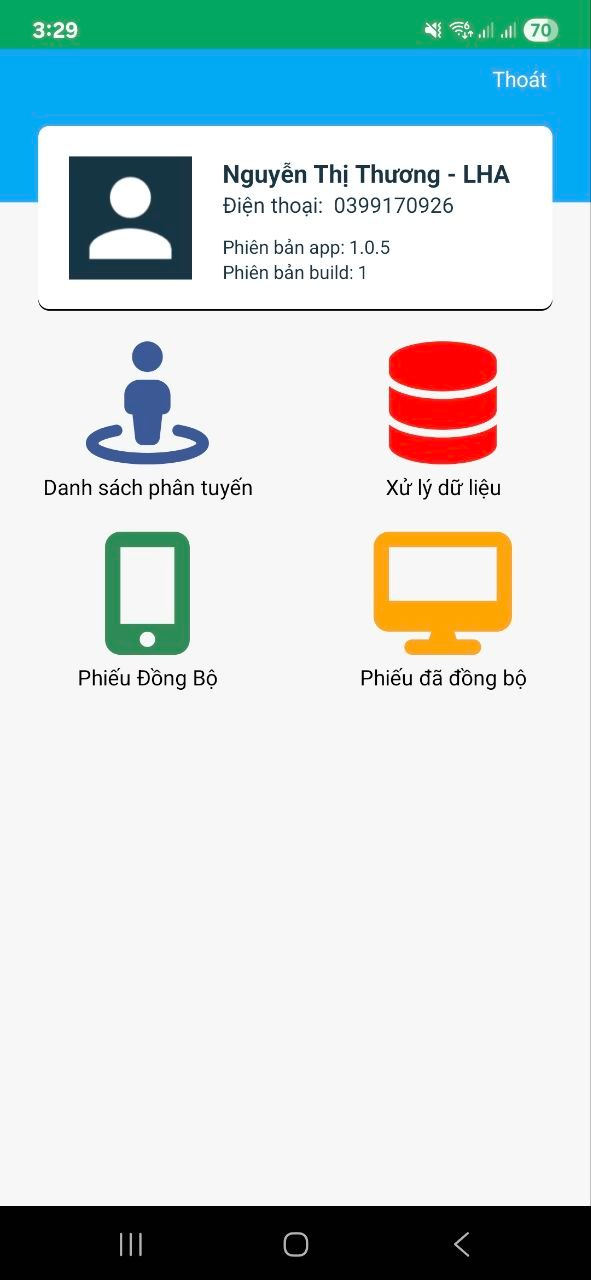 3:29
70
Thoát
Nguyễn Thị Thương - LHA
Điện thoại: 0399170926
Phiên bản app: 1.0.5
Phiên bản build: 1
Danh sách phân tuyến
Xử lý dữ liệu
Phiếu Đồng Bộ
Phiếu đã đồng bộ